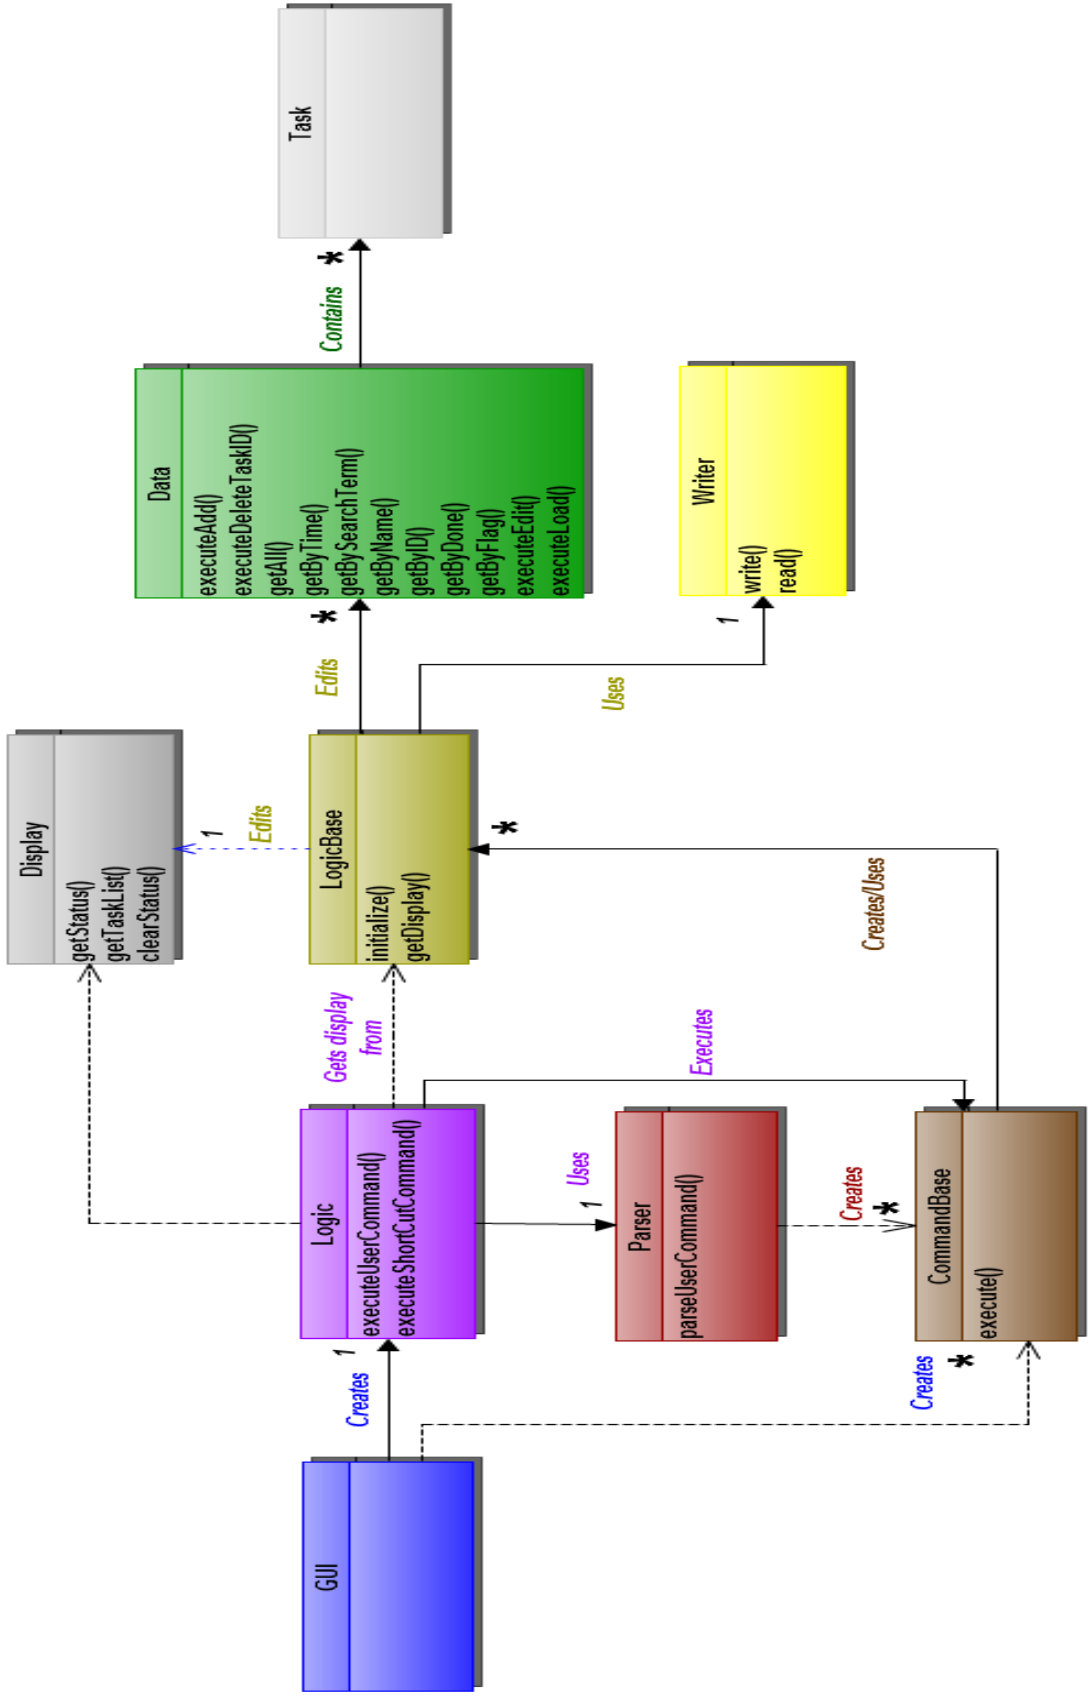 Display
getStatus()
getTaskList()
clearStatus()
1
Edits
GUI
Creates
1
Logic
executeUserCommand()
executeShortCutCommand()
Gets display
from
LogicBase
initialize()
getDisplay()
Edits
*
Data
executeAdd()
executeDeleteTaskID()
getAll()
getByTime()
getBySearchTerm()
getByName()
getByID()
getByDone()
getByFlag()
executeEdit()
executeLoad()
Contains
*
Task
*
Uses
1
Uses
1
Parser
parseUserCommand()
Executes
Writer
write()
read()
Creates
*
Creates/Uses
Creates
*
CommandBase
execute()